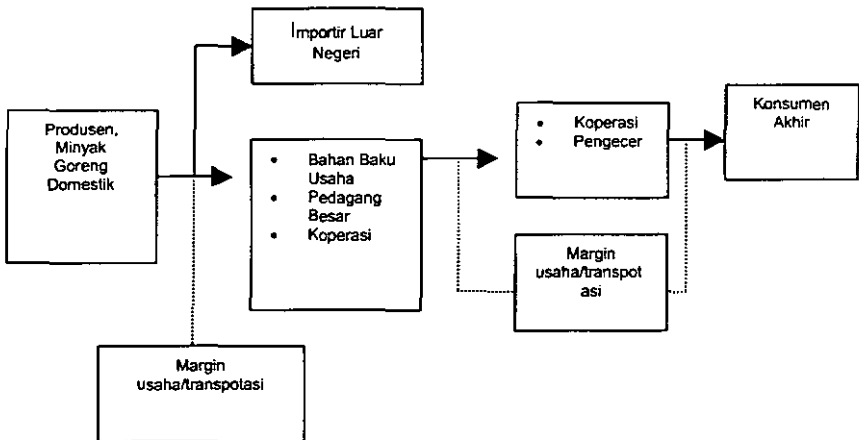 Importir Luar
Negeri
Produsen,
Minyak
Goreng
Domestik
• Bahan Baku
Usaha
• Pedagang
Besar
• Koperasi
• Koperasi
• Pengecer
Konsumen
Akhir
Margin
usaha/transpot
asi
Margin
usaha/transpotasi